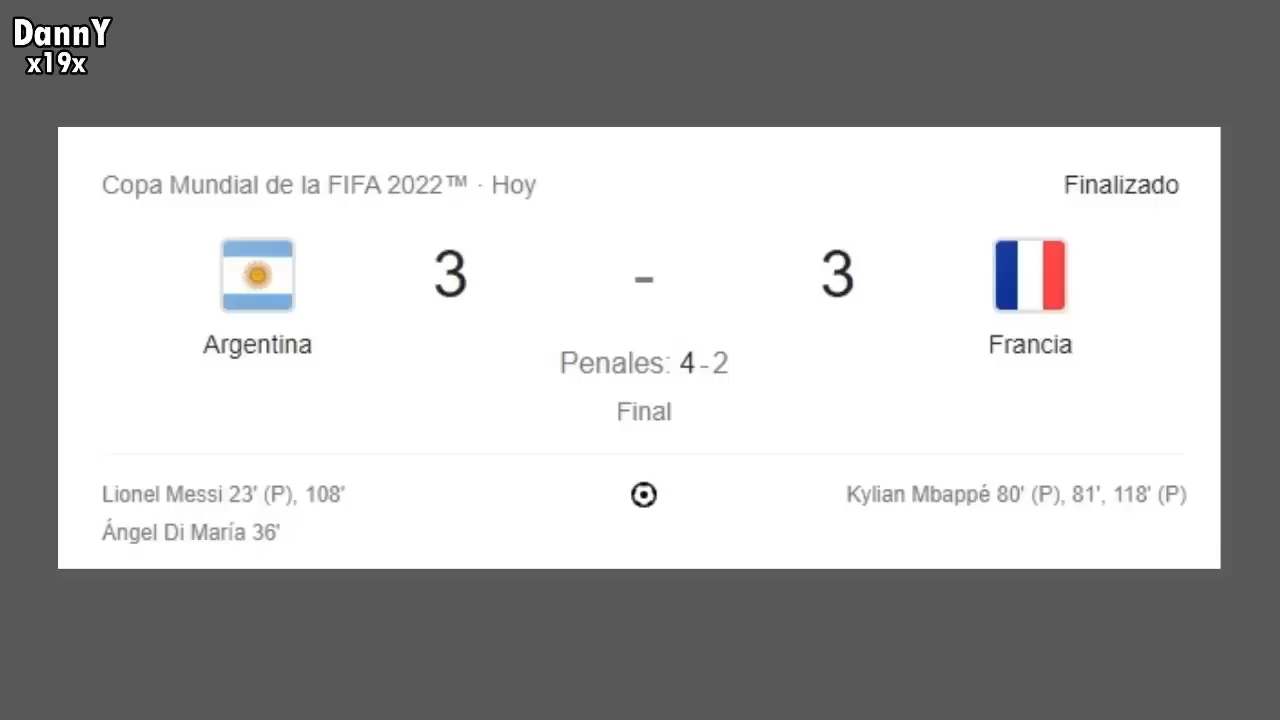 DannY
x19x
Copa Mundial de la FIFA 2022™ · Hoy
Finalizado
3 - 3
Argentina
Francia
Penales: 4-2
Final
Lionel Messi 23' (P), 108'
Kylian Mbappé 80' (P), 81', 118' (P)
Ángel Di María 36'